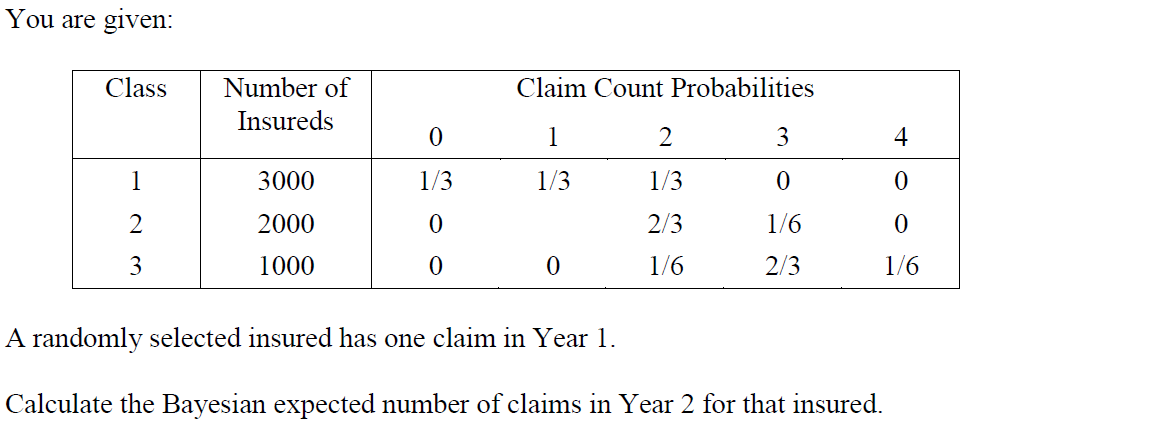 You are given:
Class Number of Insureds Claim Count Probabilities
0 1 2 3 4
1 3000 1/3 1/3 1/3 0 0
2 2000 0 2/3 1/6 0
3 1000 0 0 1/6 2/3 1/6
A randomly selected insured has one claim in Year 1.
Calculate the Bayesian expected number of claims in Year 2 for that insured.